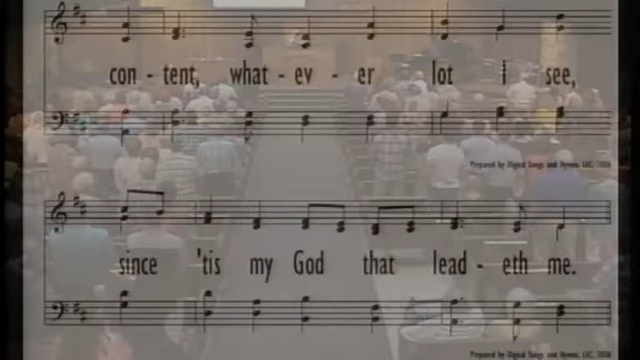 con - tent, what - ev - er lot I see,
Prepared by Digital Songs and Hymns, LLC, 2006
since 'tis my God that lead - eth me.
Prepared by Digital Songs and Hymns, LLC, 2006